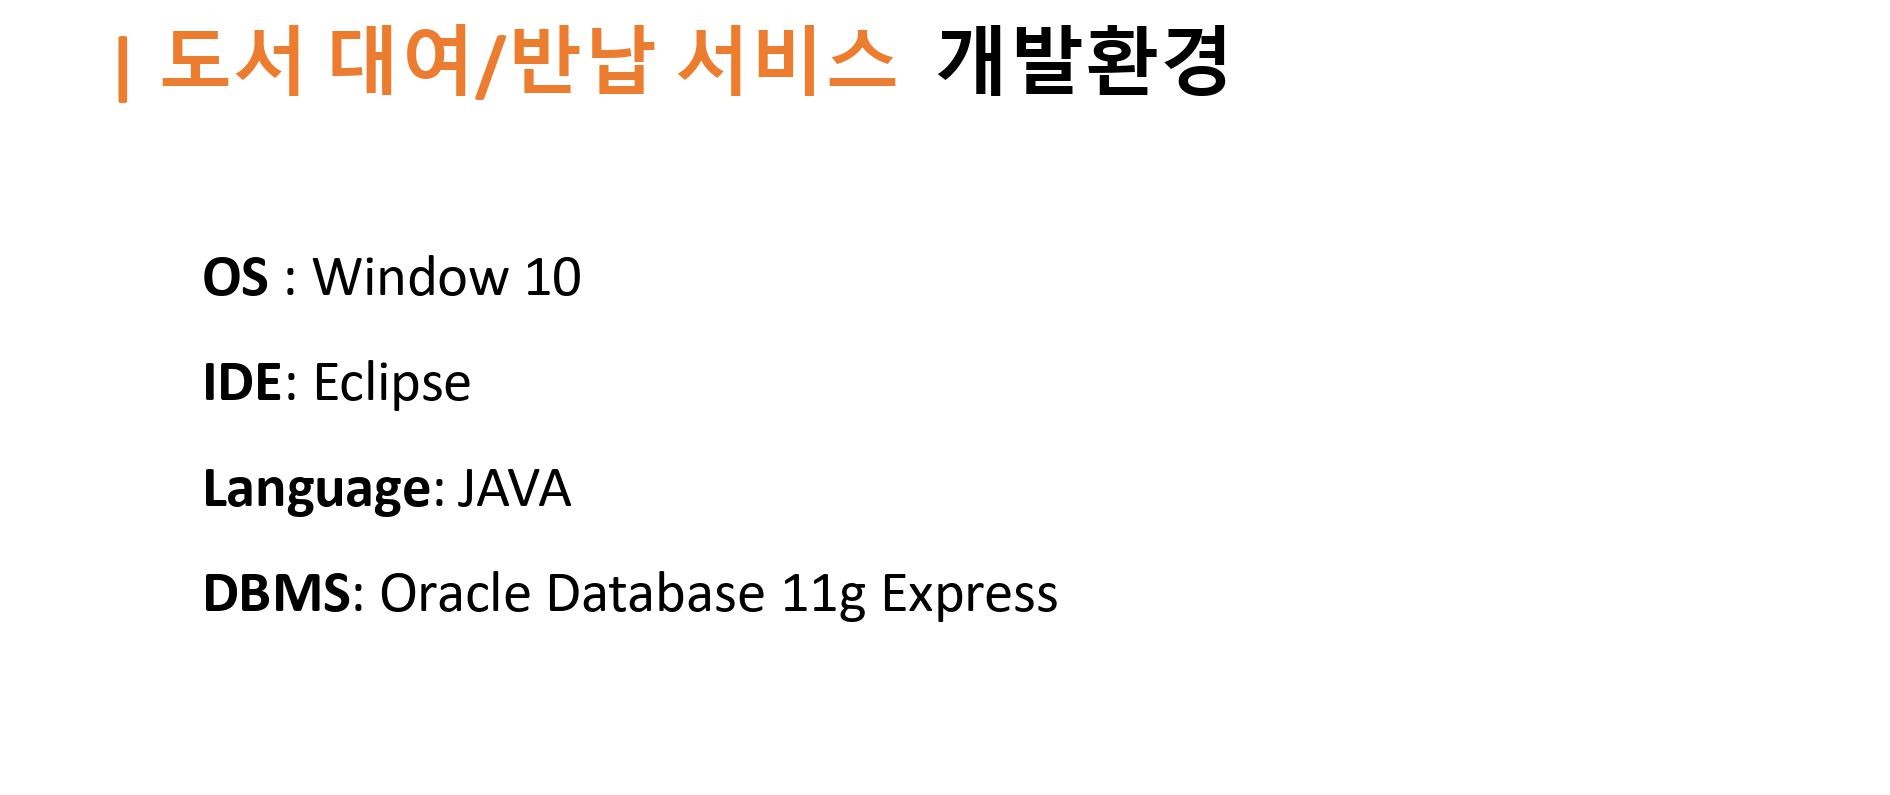 | 도서 대여/반납 서비스 개발환경
OS : Window 10
IDE: Eclipse
Language: JAVA
DBMS: Oracle Database 11g Express